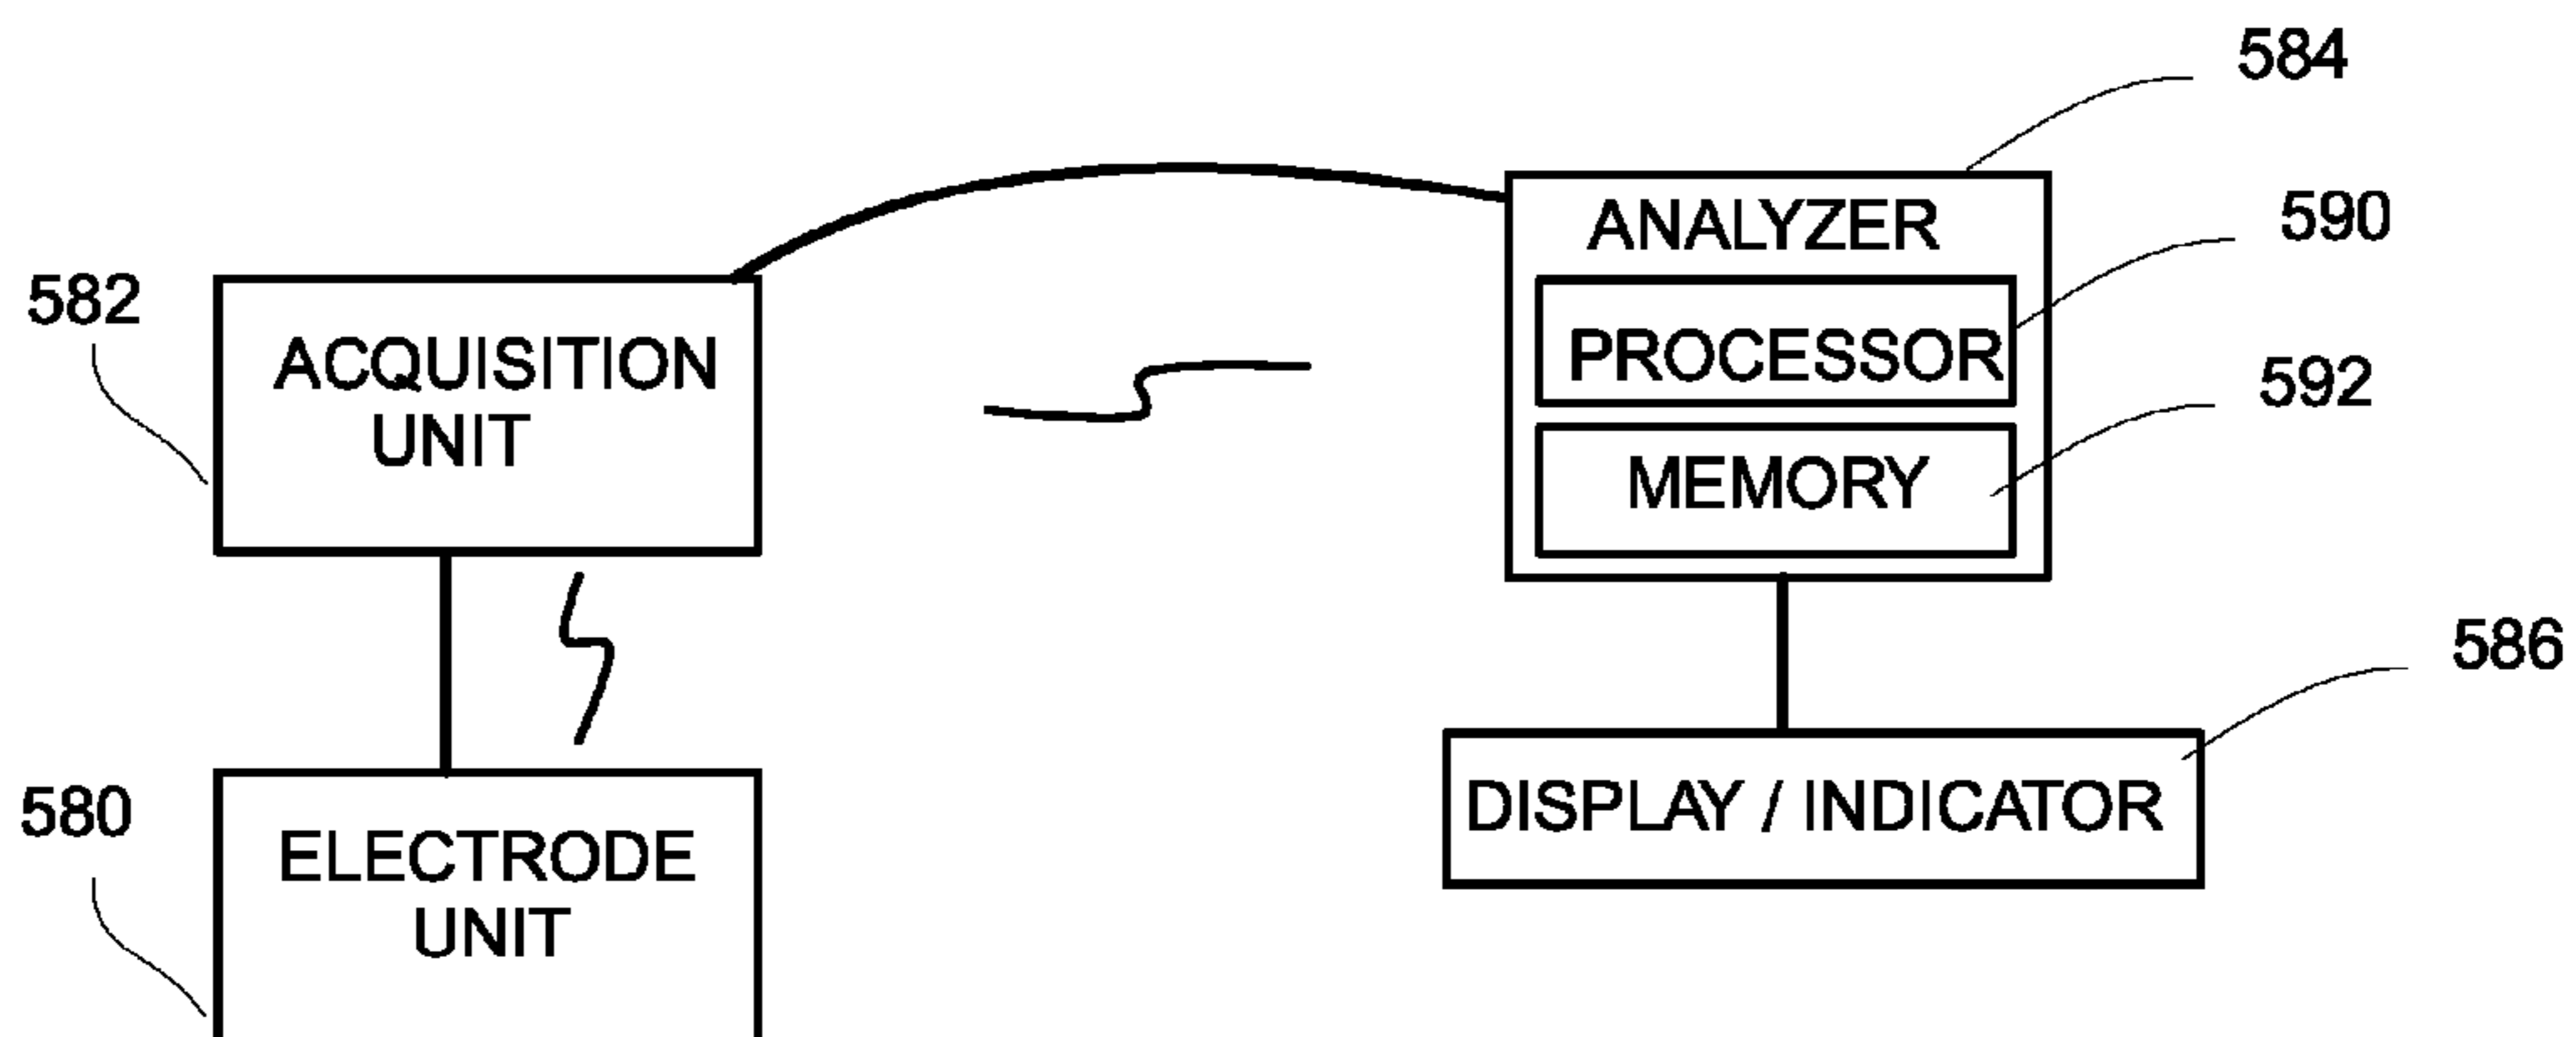 584
ANALYZER
590
582
ACQUISITION
UNIT
PROCESSOR
592
MEMORY
586
DISPLAY / INDICATOR
580
ELECTRODE
UNIT